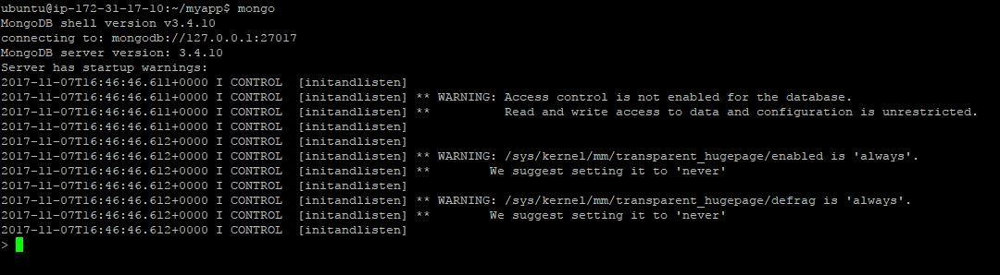 ubuntu@ip-172-31-17-10:~/myapp$ mongo
MongoDB shell version v3.4.10
connecting to: mongodb://127.0.0.1:27017
MongoDB server version: 3.4.10
Server has startup warnings:
2017-11-07T16:46:46.611+0000 I CONTROL  [initandlisten]
2017-11-07T16:46:46.611+0000 I CONTROL  [initandlisten] ** WARNING: Access control is not enabled for the database.
2017-11-07T16:46:46.611+0000 I CONTROL  [initandlisten] **          Read and write access to data and configuration is unrestricted.
2017-11-07T16:46:46.611+0000 I CONTROL  [initandlisten]
2017-11-07T16:46:46.612+0000 I CONTROL  [initandlisten]
2017-11-07T16:46:46.612+0000 I CONTROL  [initandlisten] ** WARNING: /sys/kernel/mm/transparent_hugepage/enabled is 'always'.
2017-11-07T16:46:46.612+0000 I CONTROL  [initandlisten] **        We suggest setting it to 'never'
2017-11-07T16:46:46.612+0000 I CONTROL  [initandlisten]
2017-11-07T16:46:46.612+0000 I CONTROL  [initandlisten] ** WARNING: /sys/kernel/mm/transparent_hugepage/defrag is 'always'.
2017-11-07T16:46:46.612+0000 I CONTROL  [initandlisten] **        We suggest setting it to 'never'
2017-11-07T16:46:46.612+0000 I CONTROL  [initandlisten]
>